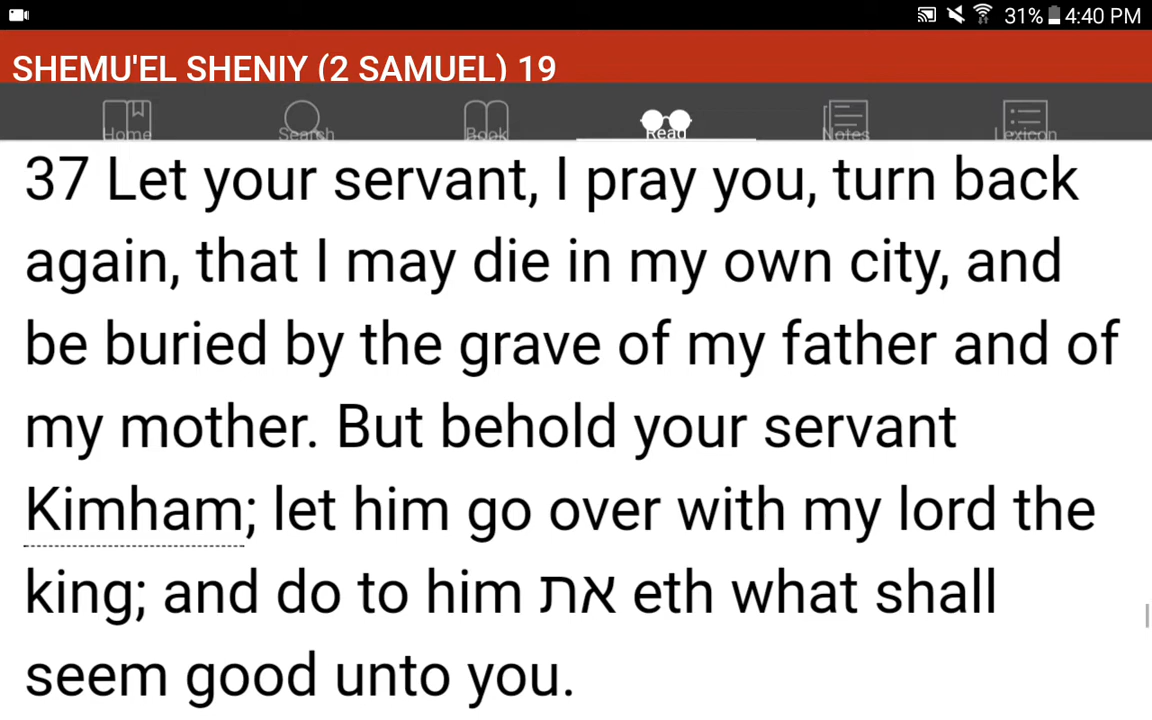 31% 4:40 PM
SHEMU'EL SHENIY (2 SAMUEL) 19
Home Search Book Read Notes Lexicon
37 Let your servant, I pray you, turn back
again, that I may die in my own city, and
be buried by the grave of my father and of
my mother. But behold your servant
Kimham; let him go over with my lord the
king; and do to him את eth what shall
seem good unto you.